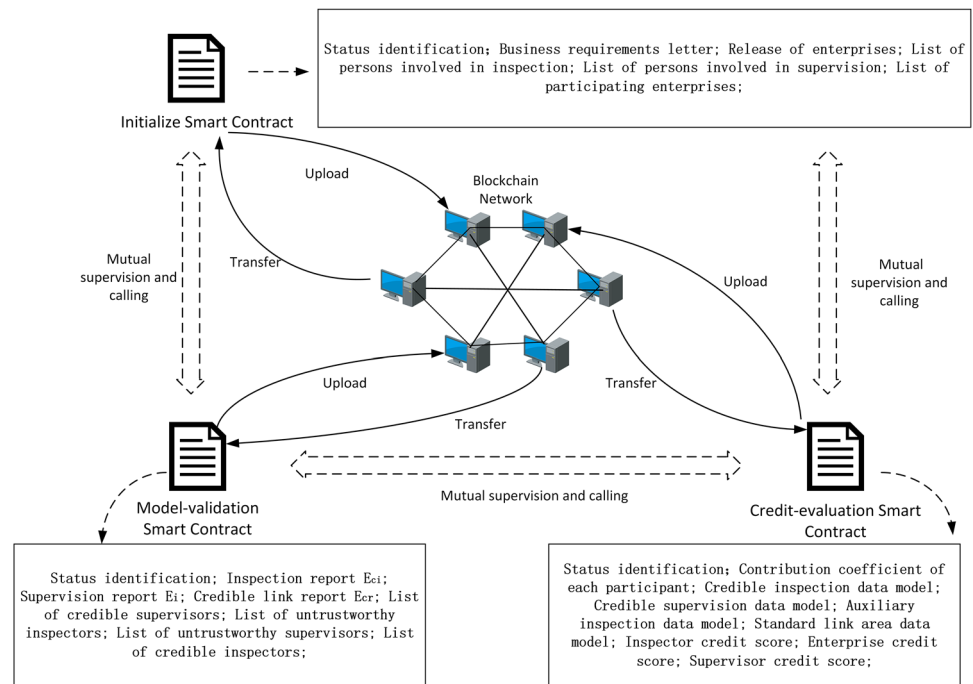 Status identification; Business requirements letter; Release of enterprises; List of
persons involved in inspection; List of persons involved in supervision; List of
participating enterprises;
Initialize Smart Contract
Upload
Blockchain
Network
Transfer
Mutual
supervision and
calling
Mutual
supervision and
calling
Upload
Upload
Transfer
Transfer
Mutual supervision and calling
Model-validation
Smart Contract
Credit-evaluation Smart
Contract
Status identification; Inspection report Eci;
Supervision report Ei; Credible link report Ecr; List
of credible supervisors; List of untrustworthy
inspectors; List of untrustworthy supervisors; List
of credible inspectors;
Status identification; Contribution coefficient of
each participant; Credible inspection data model;
Credible supervision data model; Auxiliary
inspection data model; Standard link area data
model; Inspector credit score; Enterprise credit
score; Supervisor credit score;